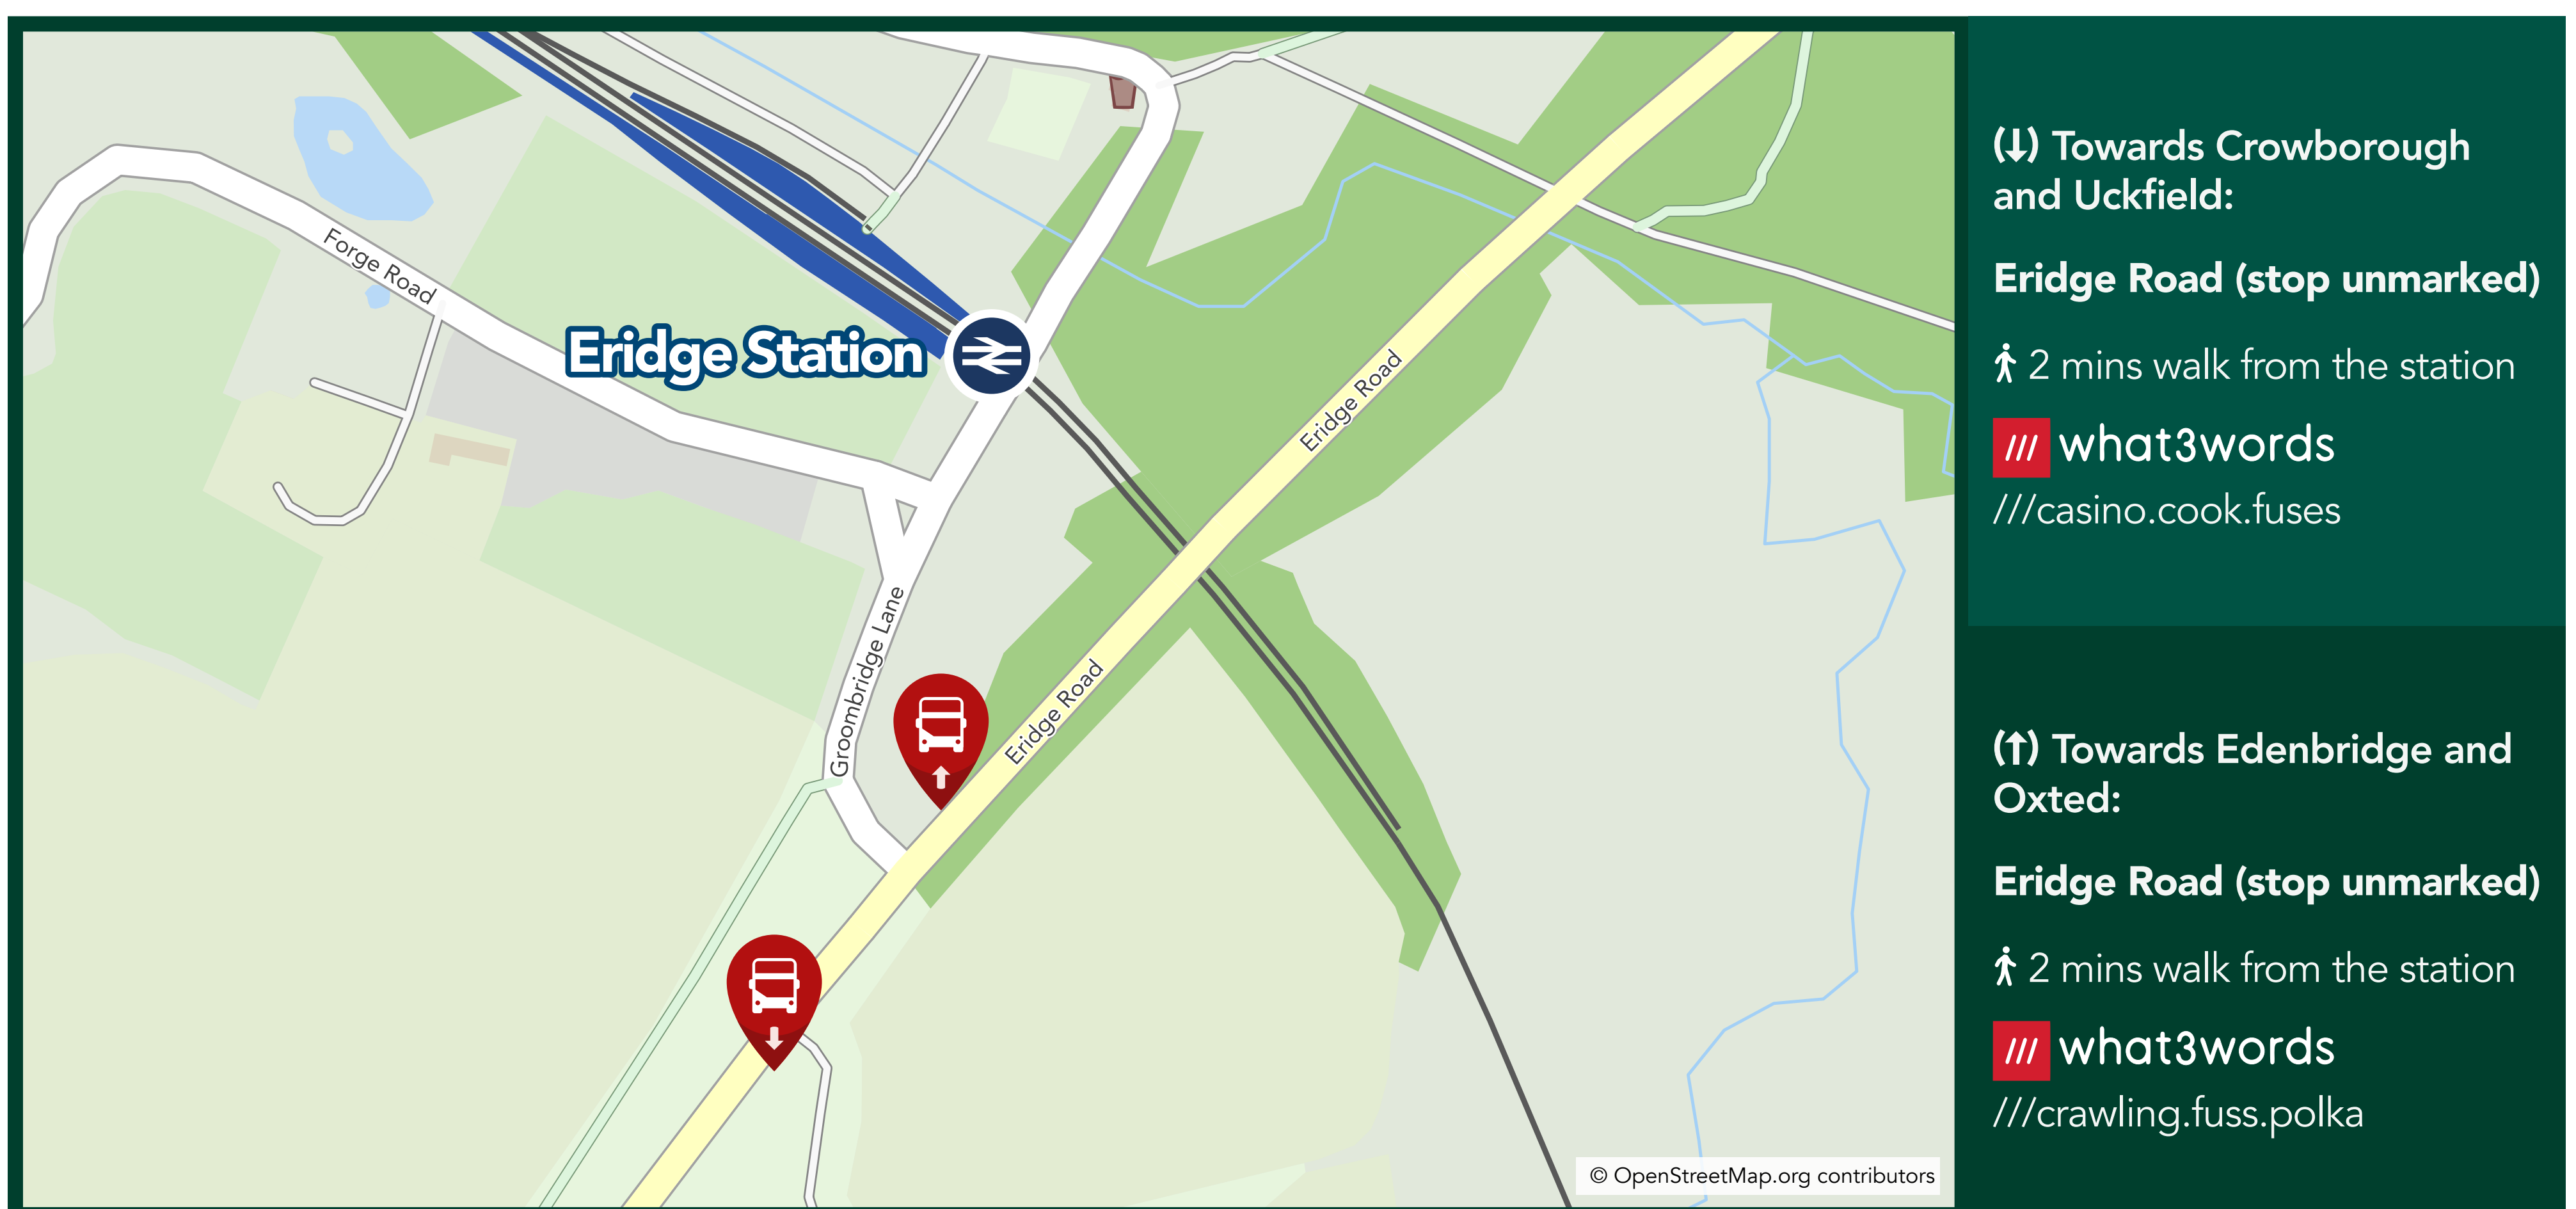 Forge Road
Eridge Station
Eridge Road
Groombridge Lane
Eridge Road
© OpenStreetMap.org contributors
(↓) Towards Crowborough
and Uckfield:
Eridge Road (stop unmarked)
2 mins walk from the station
/// what3words
///casino.cook.fuses
(↑) Towards Edenbridge and
Oxted:
Eridge Road (stop unmarked)
2 mins walk from the station
/// what3words
///crawling.fuss.polka